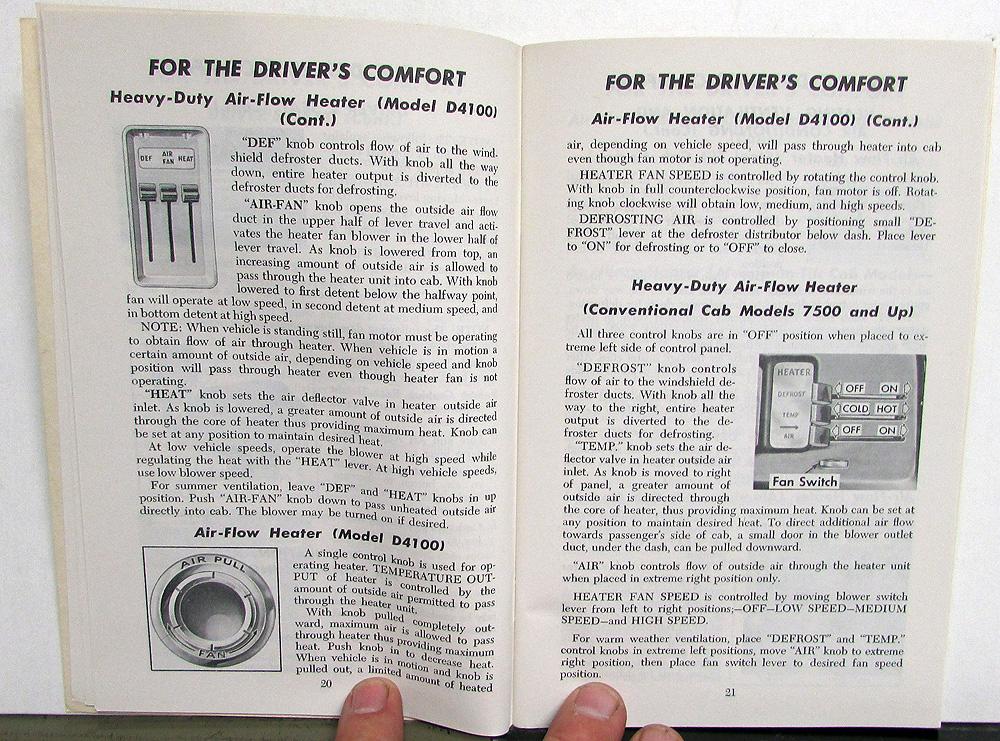 FOR THE DRIVER'S COMFORT
Heavy-Duty Air-Flow Heater (Model D4100)
(Cont.)
DEF
AIR
FAN
HEAT
"DEF" knob controls flow of air to the wind-
shield defroster ducts. With knob all the way
down, entire heater output is diverted to the
defroster ducts for defrosting.
"AIR-FAN" knob opens the outside air flow
duct in the upper half of lever travel and acti-
vates the heater fan blower in the lower half of
lever travel. As knob is lowered from top, an
increasing amount of outside air is allowed to
pass through the heater unit into cab. With knob
lowered to first detent below the halfway point,
fan will operate at low speed, in second detent at medium speed, and
in bottom detent at high speed.
NOTE: When vehicle is standing still, fan motor must be operating
to obtain flow of air through heater. When vehicle is in motion a
certain amount of outside air, depending on vehicle speed and knob
position will pass through heater even though heater fan is not
operating.
"HEAT" knob sets the air deflector valve in heater outside air
inlet. As knob is lowered, a greater amount of outside air is directed
through the core of heater thus providing maximum heat. Knob can
be set at any position to maintain desired heat.
At low vehicle speeds, operate the blower at high speed while
regulating the heat with the "HEAT" lever. At high vehicle speeds,
use low blower speed.
For summer ventilation, leave "DEF" and "HEAT" knobs in up
position. Push "AIR-FAN" knob down to pass unheated outside air
directly into cab. The blower may be turned on if desired.
Air-Flow Heater (Model D4100)
AIR PULL
FAN
A single control knob is used for op-
erating heater. TEMPERATURE OUT-
PUT of heater is controlled by the
amount of outside air permitted to pass
through the heater unit.
With knob pulled completely out-
ward, maximum air is allowed to pass
through heater thus providing maximum
heat. Push knob in to decrease heat.
When vehicle is in motion and knob is
pulled out, a limited amount of heated
20
FOR THE DRIVER'S COMFORT
Air-Flow Heater (Model D4100) (Cont.)
air, depending on vehicle speed, will pass through heater into cab
even though fan motor is not operating.
HEATER FAN SPEED is controlled by rotating the control knob.
With knob in full counterclockwise position, fan motor is off. Rotat-
ing knob clockwise will obtain low, medium, and high speeds.
DEFROSTING AIR is controlled by positioning small "DE-
FROST" lever at the defroster distributor below dash. Place lever
to "ON" for defrosting or to "OFF" to close.
Heavy-Duty Air-Flow Heater
(Conventional Cab Models 7500 and Up)
All three control knobs are in "OFF" position when placed to ex-
treme left side of control panel.
"DEFROST" knob controls
flow of air to the windshield de-
froster ducts. With knob all the
way to the right, entire heater
output is diverted to the de-
froster ducts for defrosting.
"TEMP." knob sets the air de-
flector valve in heater outside air
inlet. As knob is moved to right
of panel, a greater amount of
outside air is directed through
the core of heater, thus providing maximum heat. Knob can be set at
any position to maintain desired heat. To direct additional air flow
towards passenger's side of cab, a small door in the blower outlet
duct, under the dash, can be pulled downward.
HEATER
DEFROST
TEMP
AIR
OFF ON
COLD HOT
OFF ON
Fan Switch
"AIR" knob controls flow of outside air through the heater unit
when placed in extreme right position only.
HEATER FAN SPEED is controlled by moving blower switch
lever from left to right positions;—OFF—LOW SPEED—MEDIUM
SPEED—and HIGH SPEED.
For warm weather ventilation, place "DEFROST" and "TEMP."
control knobs in extreme left positions, move "AIR" knob to extreme
right position, then place fan switch lever to desired fan speed
position.
21